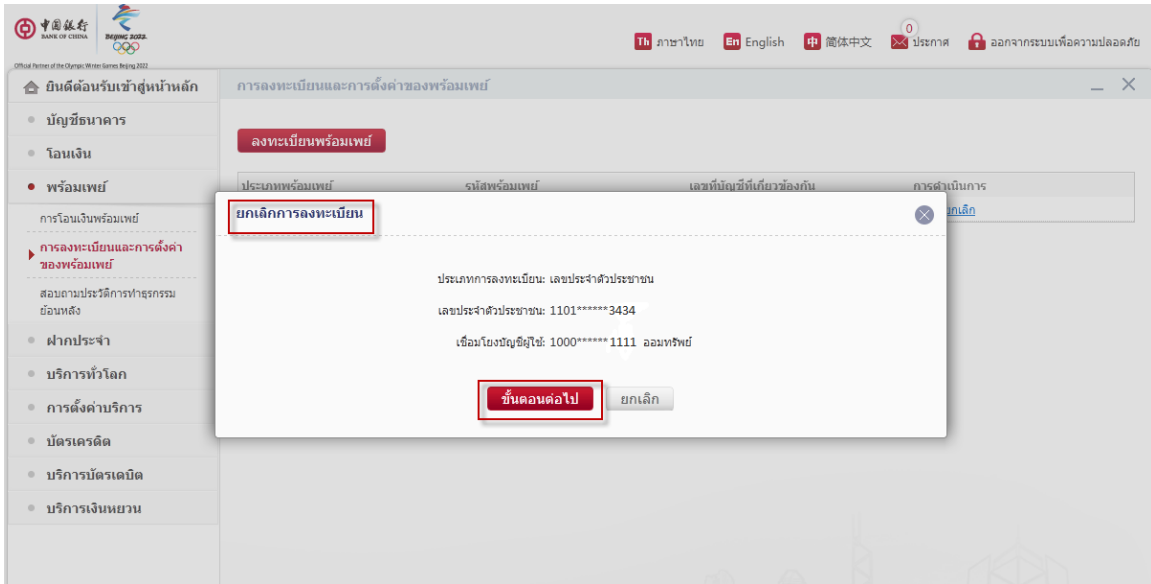 中国银行
BANK OF CHINA
BEIJING 2022
Official Partner of the Olympic Winter Games Beijing 2022
Th ภาษาไทย En English 中 简体中文 0 ประกาศ ออกจากระบบเพื่อความปลอดภัย
ยินดีต้อนรับเข้าสู่หน้าหลัก
บัญชีธนาคาร
โอนเงิน
พร้อมเพย์
การโอนเงินพร้อมเพย์
การลงทะเบียนและการตั้งค่า
ของพร้อมเพย์
สอบถามประวัติการทำธุรกรรม
ย้อนหลัง
ฝากประจำ
บริการทั่วโลก
การตั้งค่าบริการ
บัตรเครดิต
บริการบัตรเดบิต
บริการเงินหยวน
การลงทะเบียนและการตั้งค่าของพร้อมเพย์
ลงทะเบียนพร้อมเพย์
ประเภทพร้อมเพย์ รหัสพร้อมเพย์ เลขที่บัญชีที่เกี่ยวข้องกัน การดำเนินการ
ยกเลิก
ยกเลิกการลงทะเบียน
ประเภทการลงทะเบียน: เลขประจำตัวประชาชน
เลขประจำตัวประชาชน: 1101******3434
เชื่อมโยงบัญชีผู้ใช้: 1000******1111 ออมทรัพย์
ขั้นตอนต่อไป ยกเลิก